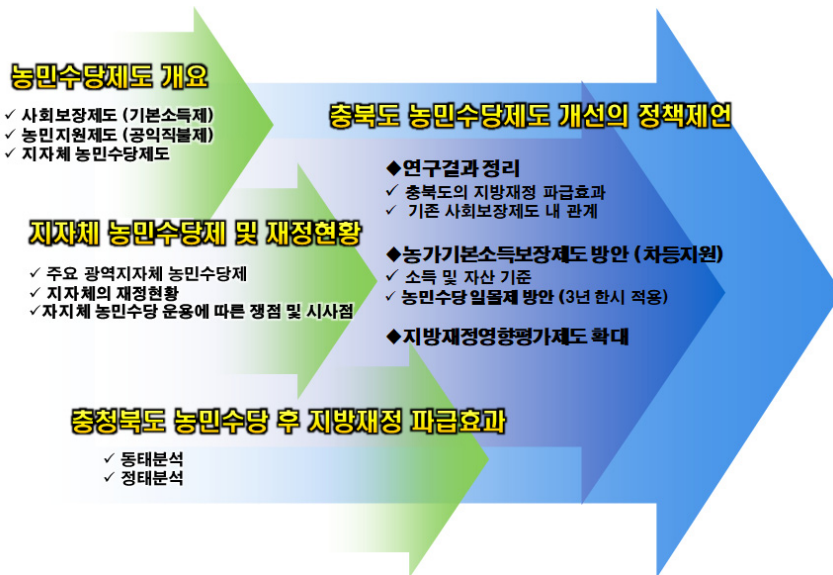 농민수당제도 개요
✓ 사회보장제도 (기본소득제)
✓ 농민지원제도 (공익직불제)
✓ 지자체 농민수당제도
지자체 농민수당제 및 재정현황
✓ 주요 광역지자체 농민수당제
✓ 지자체의 재정현황
✓자지체 농민수당 운용에 따른 쟁점 및 시사점
충청북도 농민수당 후 지방재정 파급효과
✓ 동태분석
✓ 정태분석
충북도 농민수당제도 개선의 정책제언
◆연구결과 정리
✓ 충북도의 지방재정 파급효과
✓ 기존 사회보장제도 내 관계
◆농가기본소득보장제도 방안 (차등지원)
✓ 소득 및 자산 기준
✓ 농민수당 일몰제 방안 (3년 한시 적용)
◆지방재정영향평가제도 확대